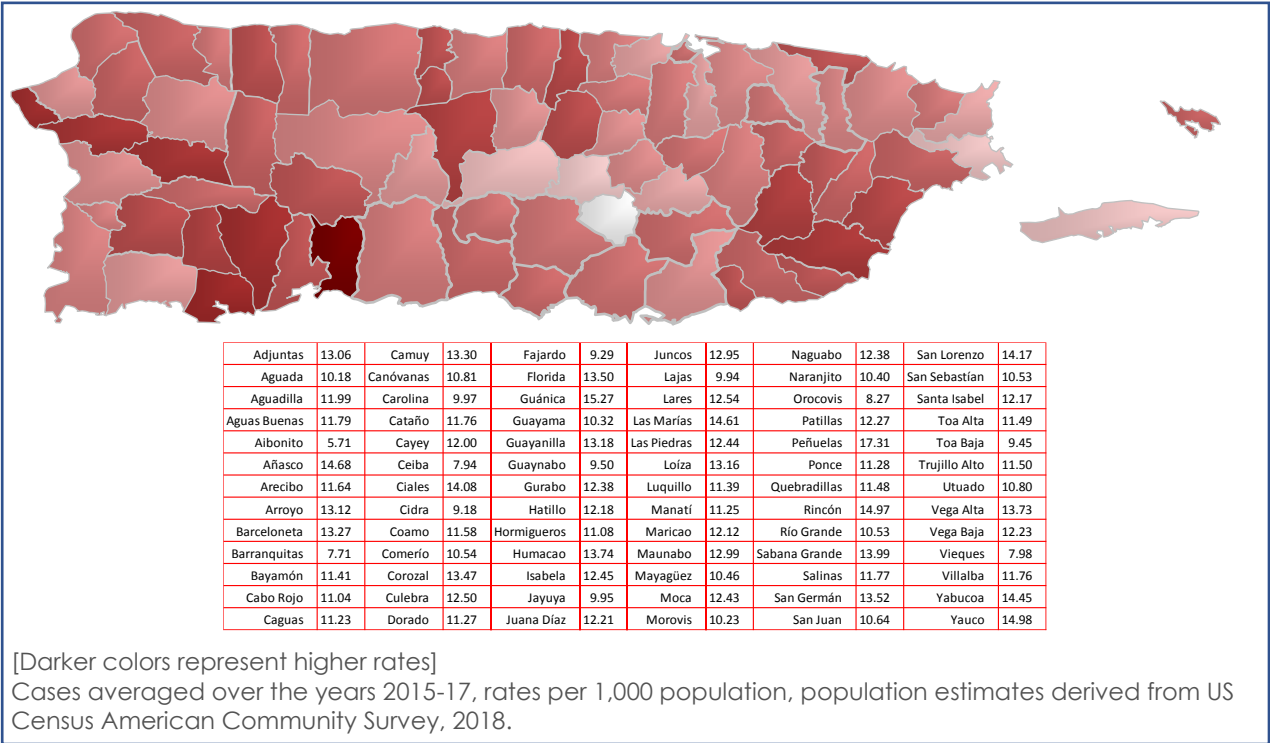 Adjuntas 13.06 Camuy 13.30 Fajardo 9.29 Juncos 12.95 Naguabo 12.38 San Lorenzo 14.17
Aguada 10.18 Canóvanas 10.81 Florida 13.50 Lajas 9.94 Naranjito 10.40 San Sebastían 10.53
Aguadilla 11.99 Carolina 9.97 Guánica 15.27 Lares 12.54 Orocovis 8.27 Santa Isabel 12.17
Aguas Buenas 11.79 Cataño 11.76 Guayama 10.32 Las Marías 14.61 Patillas 12.27 Toa Alta 11.49
Aibonito 5.71 Cayey 12.00 Guayanilla 13.18 Las Piedras 12.44 Peñuelas 17.31 Toa Baja 9.45
Añasco 14.68 Ceiba 7.94 Guaynabo 9.50 Loíza 13.16 Ponce 11.28 Trujillo Alto 11.50
Arecibo 11.64 Ciales 14.08 Gurabo 12.38 Luquillo 11.39 Quebradillas 11.48 Utuado 10.80
Arroyo 13.12 Cidra 9.18 Hatillo 12.18 Manatí 11.25 Rincón 14.97 Vega Alta 13.73
Barceloneta 13.27 Coamo 11.58 Hormigueros 11.08 Maricao 12.12 Río Grande 10.53 Vega Baja 12.23
Barranquitas 7.71 Comerío 10.54 Humacao 13.74 Maunabo 12.99 Sabana Grande 13.99 Vieques 7.98
Bayamón 11.41 Corozal 13.47 Isabela 12.45 Mayagüez 10.46 Salinas 11.77 Villalba 11.76
Cabo Rojo 11.04 Culebra 12.50 Jayuya 9.95 Moca 12.43 San Germán 13.52 Yabucoa 14.45
Caguas 11.23 Dorado 11.27 Juana Díaz 12.21 Morovis 10.23 San Juan 10.64 Yauco 14.98
[Darker colors represent higher rates]
Cases averaged over the years 2015-17, rates per 1,000 population, population estimates derived from US
Census American Community Survey, 2018.